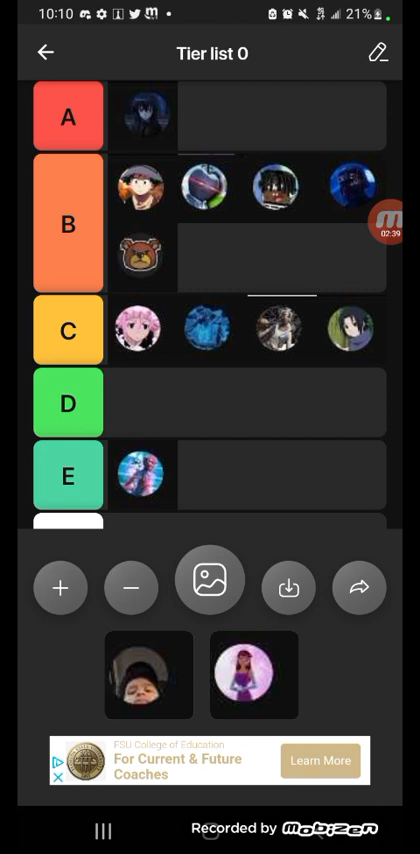 10:10
21%
Tier list 0
A
B
02:39
C
D
E
FSU College of Education
For Current & Future
Coaches
Learn More
Recorded by MOBIZEN